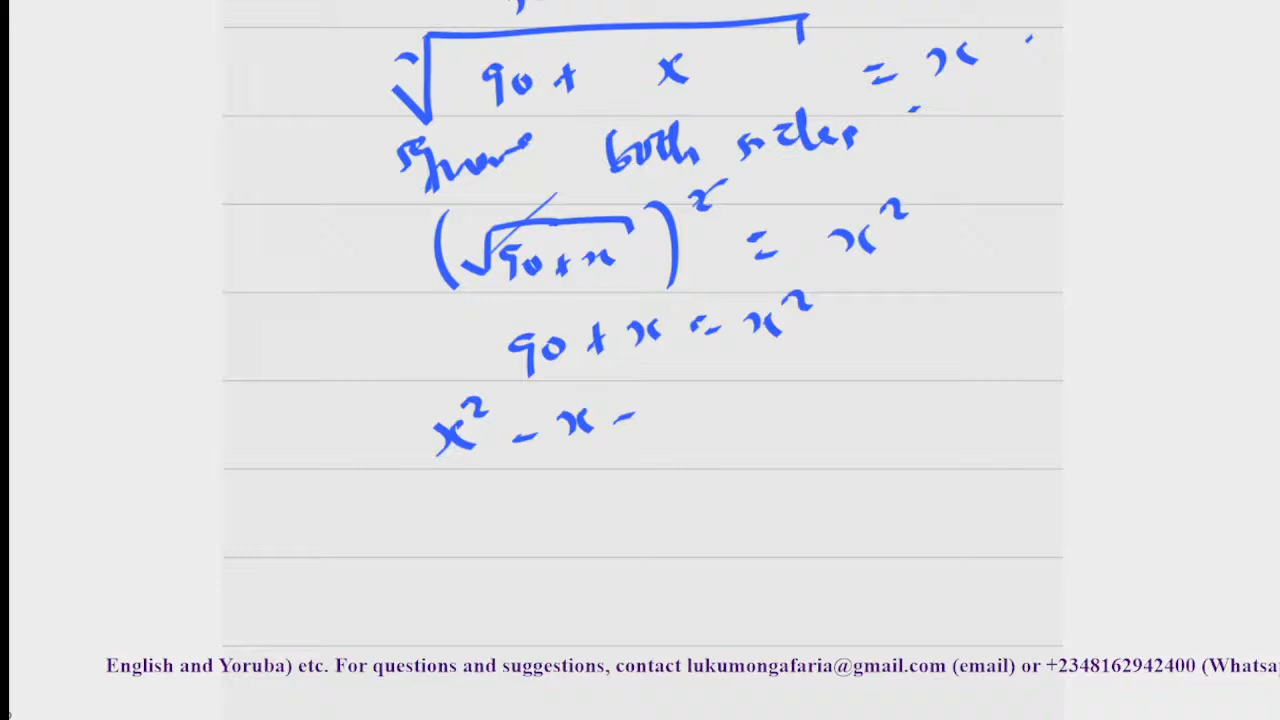 √90 + x = x
square both sides
(√90 + x)² = x²
90 + x = x²
x² - x -
English and Yoruba) etc. For questions and suggestions, contact lukumongafaria@gmail.com (email) or +2348162942400 (Whatsa